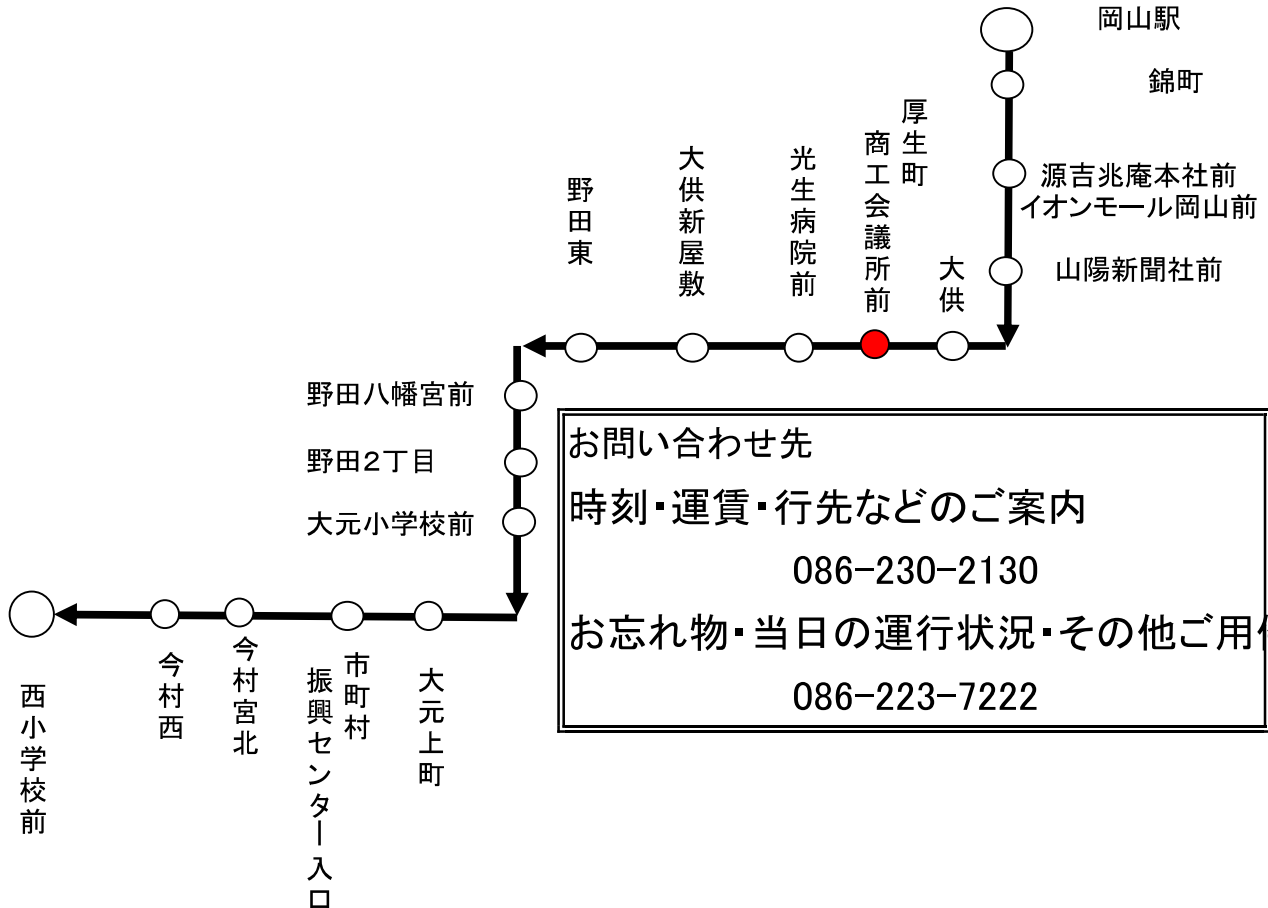 岡山駅
錦町
源吉兆庵本社前
イオンモール岡山前
山陽新聞社前
大供
厚生町
商工会議所前
光生病院前
大供新屋敷
野田東
野田八幡宮前
野田2丁目
大元小学校前
大元上町
市町村
振興センター入口
今村宮北
今村西
西小学校前
お問い合わせ先
時刻・運賃・行先などのご案内
086-230-2130
お忘れ物・当日の運行状況・その他ご用
086-223-7222